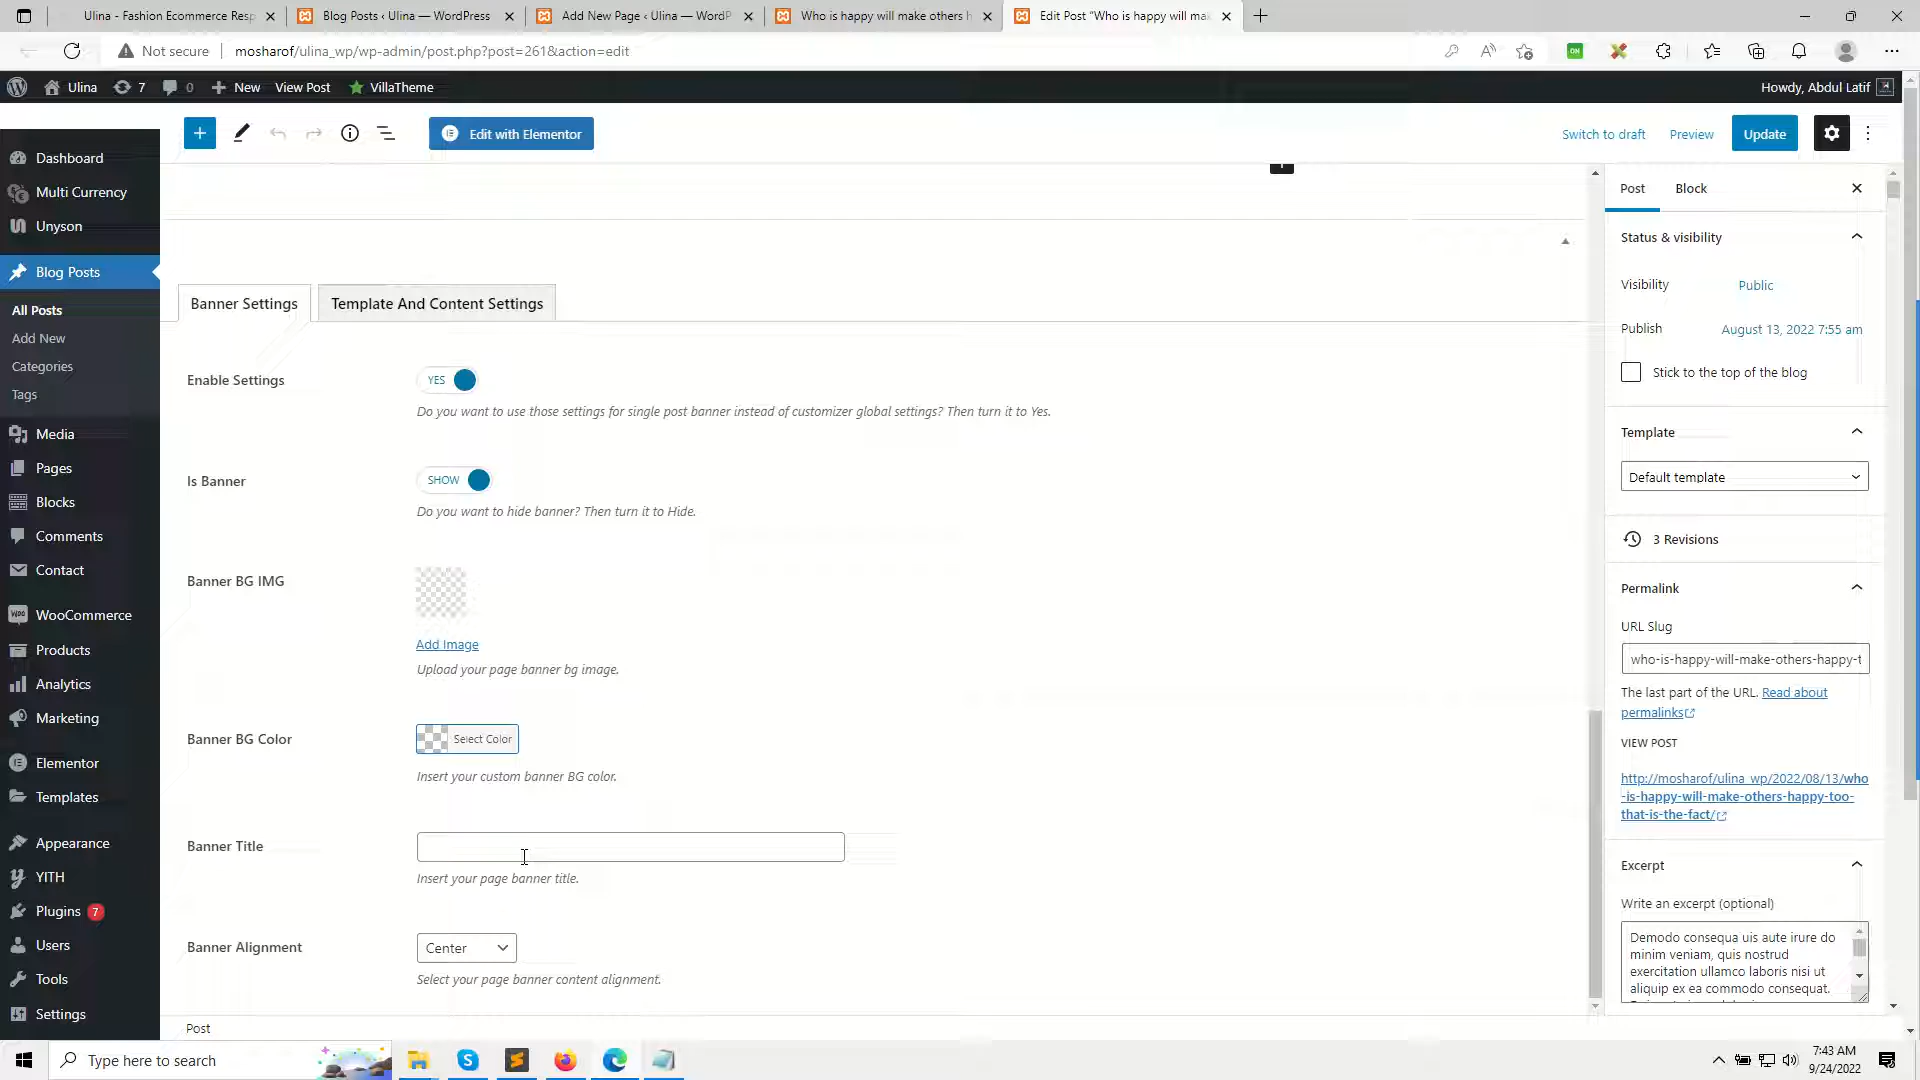 Ulina - Fashion Ecommerce Resp
Blog Posts ‹ Ulina — WordPress
Add New Page ‹ Ulina — WordP
Who is happy will make others h
Edit Post "Who is happy will mak
Not secure
mosharof/ulina_wp/wp-admin/post.php?post=261&action=edit
Ulina
7
0
New
View Post
VillaTheme
Howdy, Abdul Latif
Edit with Elementor
Switch to draft
Preview
Update
Dashboard
Multi Currency
Unyson
Blog Posts
All Posts
Add New
Categories
Tags
Media
Pages
Blocks
Comments
Contact
WooCommerce
Products
Analytics
Marketing
Elementor
Templates
Appearance
YITH
Plugins 7
Users
Tools
Settings
Banner Settings
Template And Content Settings
Enable Settings
YES
Do you want to use those settings for single post banner instead of customizer global settings? Then turn it to Yes.
Is Banner
SHOW
Do you want to hide banner? Then turn it to Hide.
Banner BG IMG
Add Image
Upload your page banner bg image.
Banner BG Color
Select Color
Insert your custom banner BG color.
Banner Title
Insert your page banner title.
Banner Alignment
Center
Select your page banner content alignment.
Post
Post
Block
Status & visibility
Visibility
Public
Publish
August 13, 2022 7:55 am
Stick to the top of the blog
Template
Default template
3 Revisions
Permalink
URL Slug
who-is-happy-will-make-others-happy-t
The last part of the URL. Read about
permalinks
VIEW POST
http://mosharof/ulina_wp/2022/08/13/who
-is-happy-will-make-others-happy-too-
that-is-the-fact/
Excerpt
Write an excerpt (optional)
Demodo consequa uis aute irure do
minim veniam, quis nostrud
exercitation ullamco laboris nisi ut
aliquip ex ea commodo consequat.
Type here to search
7:43 AM
9/24/2022